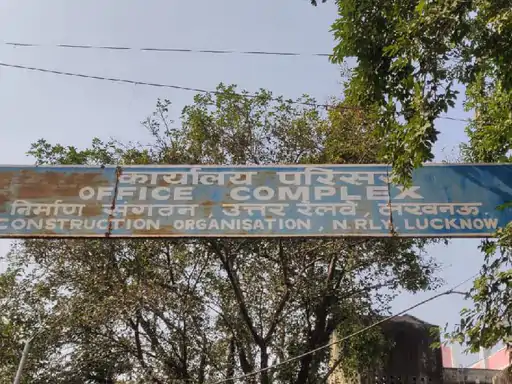 कार्यालय परिसर
OFFICE COMPLEX
निर्माण संगठन उत्तर रेलवे, लखनऊ
CONSTRUCTION ORGANISATION, N.RLY. LUCKNOW